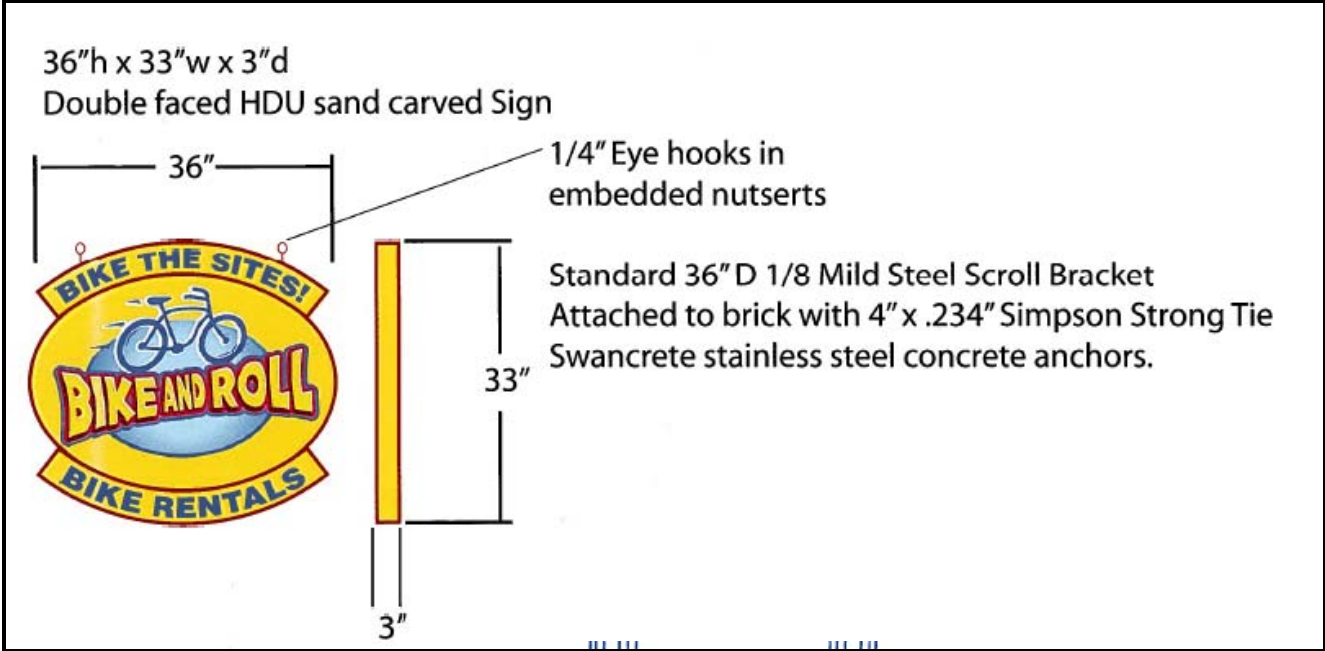 36"h x 33"w x 3"d
Double faced HDU sand carved Sign
36"
1/4" Eye hooks in
embedded nutserts
BIKE THE SITES!
BIKE AND ROLL
BIKE RENTALS
Standard 36"D 1/8 Mild Steel Scroll Bracket
Attached to brick with 4"x .234" Simpson Strong Tie
Swancrete stainless steel concrete anchors.
33"
3"